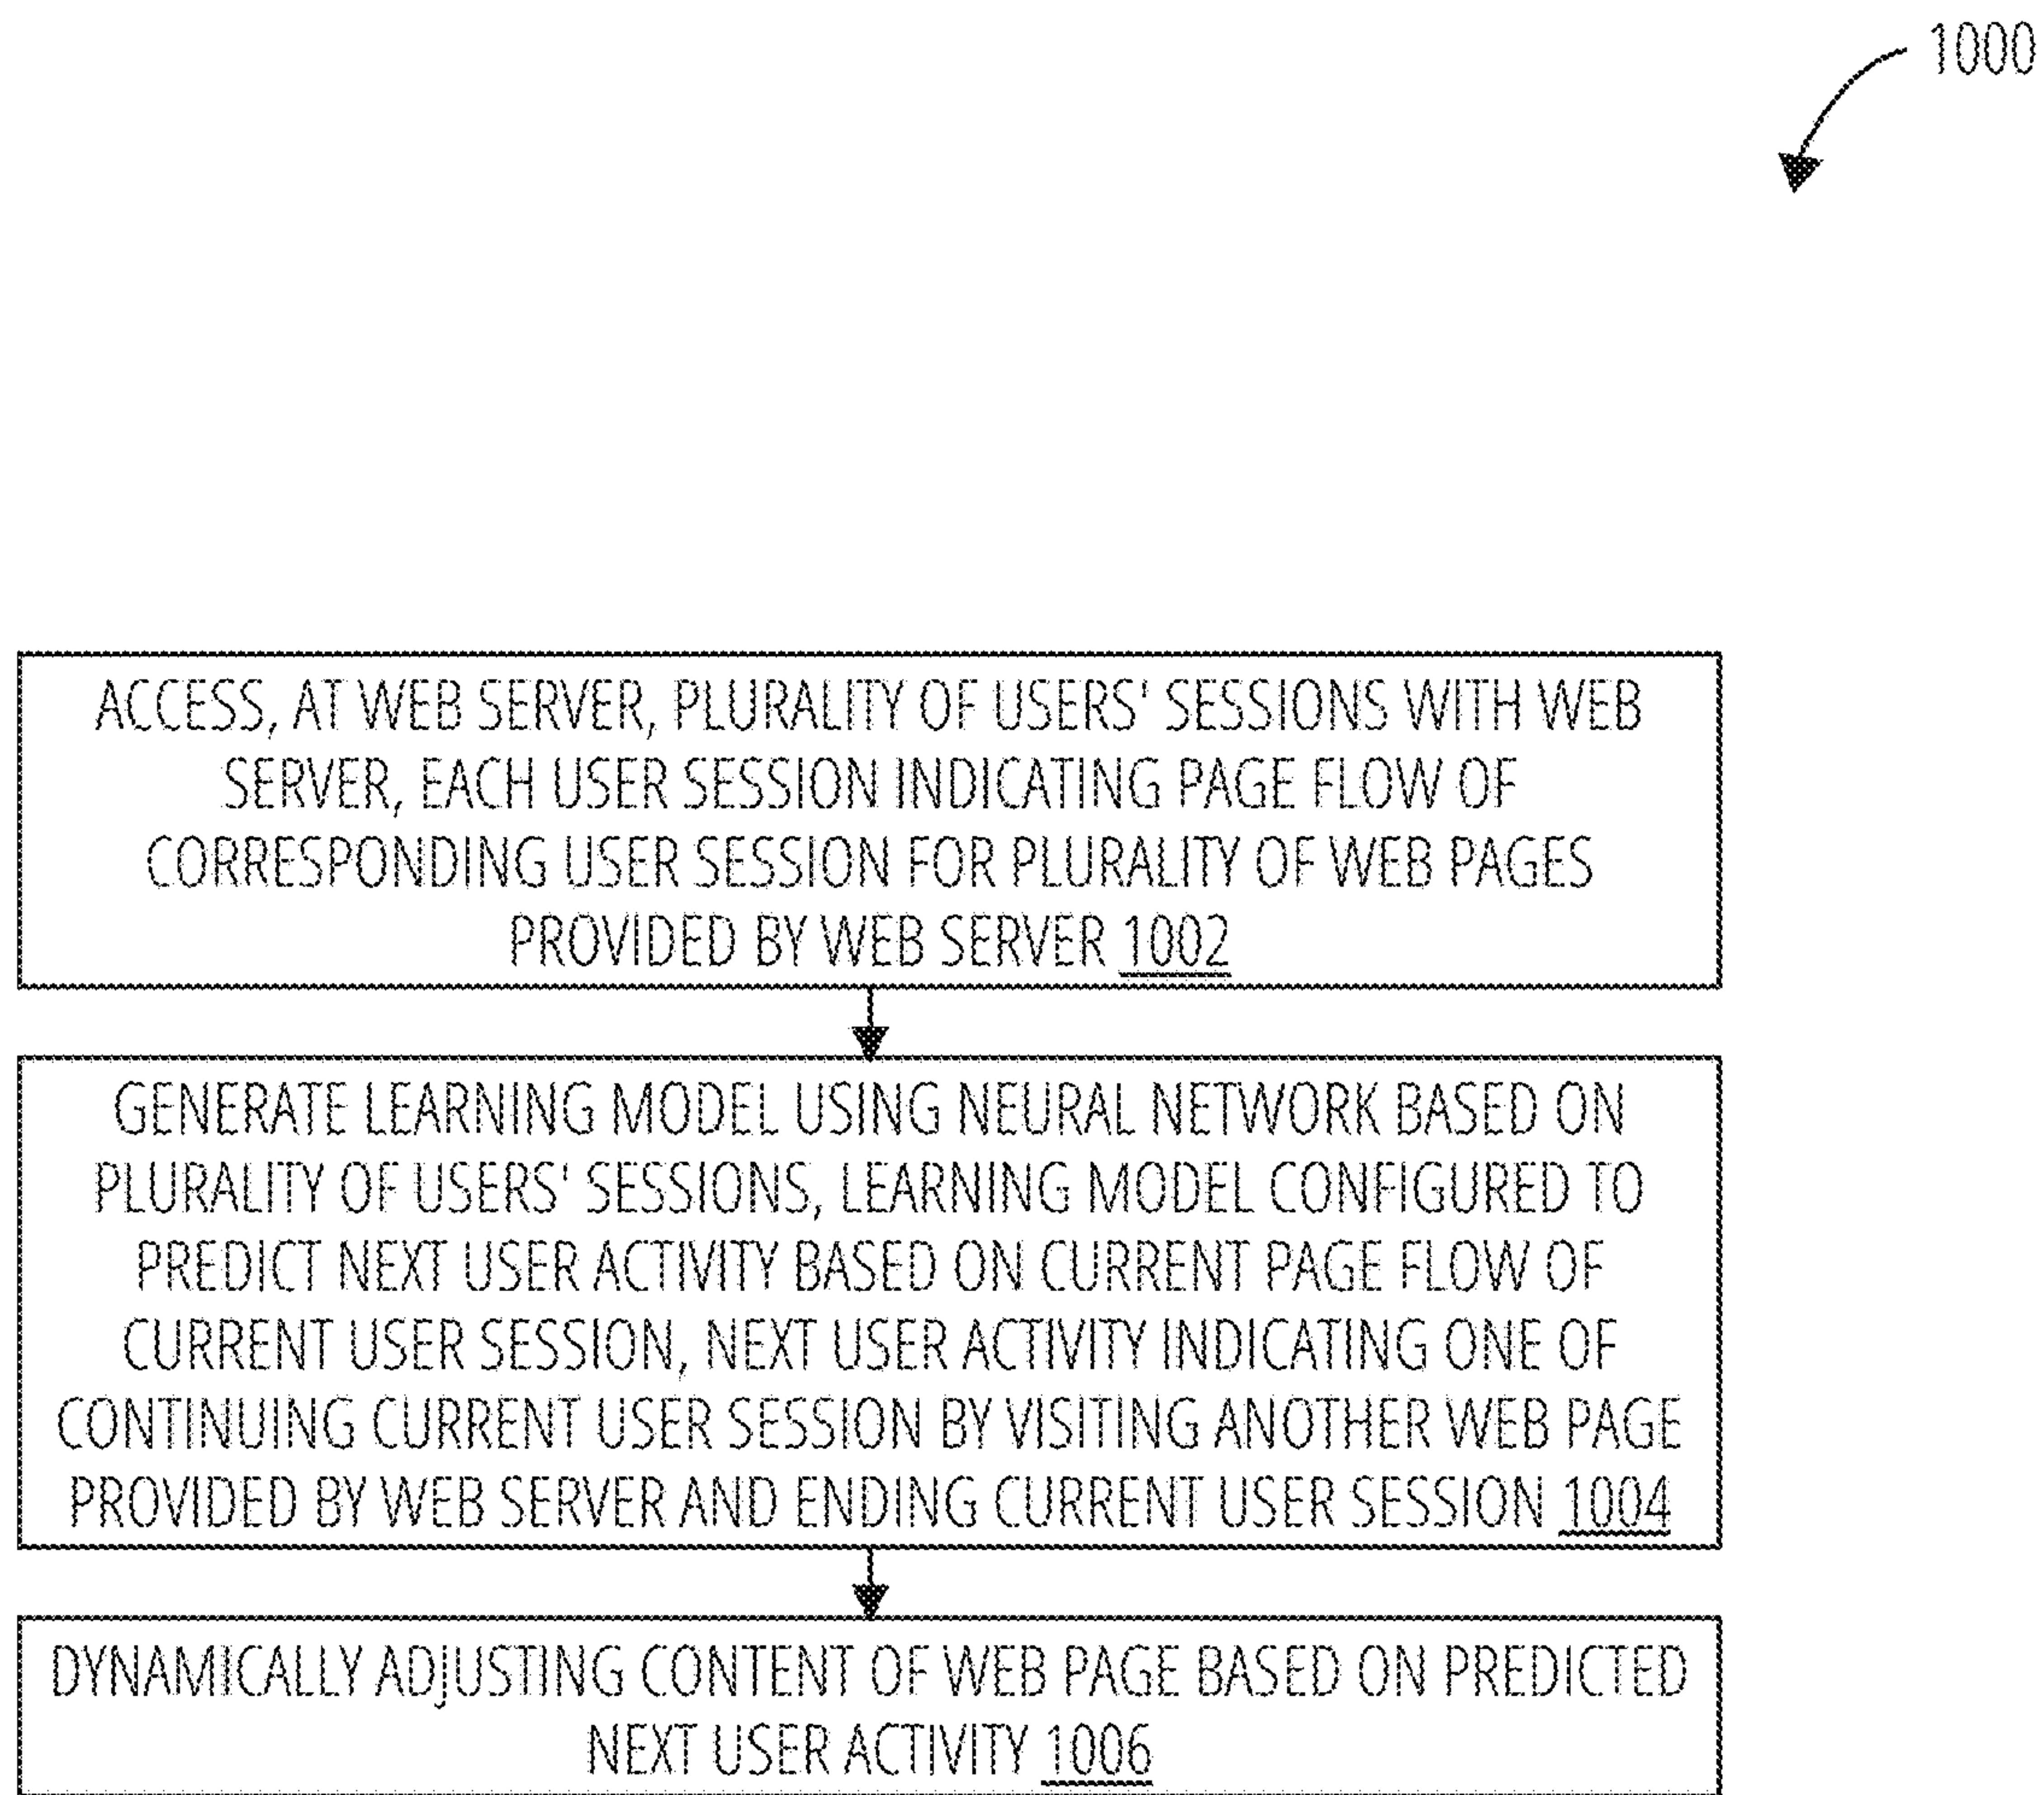 1000
ACCESS, AT WEB SERVER, PLURALITY OF USERS' SESSIONS WITH WEB
SERVER, EACH USER SESSION INDICATING PAGE FLOW OF
CORRESPONDING USER SESSION FOR PLURALITY OF WEB PAGES
PROVIDED BY WEB SERVER 1002
GENERATE LEARNING MODEL USING NEURAL NETWORK BASED ON
PLURALITY OF USERS' SESSIONS, LEARNING MODEL CONFIGURED TO
PREDICT NEXT USER ACTIVITY BASED ON CURRENT PAGE FLOW OF
CURRENT USER SESSION, NEXT USER ACTIVITY INDICATING ONE OF
CONTINUING CURRENT USER SESSION BY VISITING ANOTHER WEB PAGE
PROVIDED BY WEB SERVER AND ENDING CURRENT USER SESSION 1004
DYNAMICALLY ADJUSTING CONTENT OF WEB PAGE BASED ON PREDICTED
NEXT USER ACTIVITY 1006